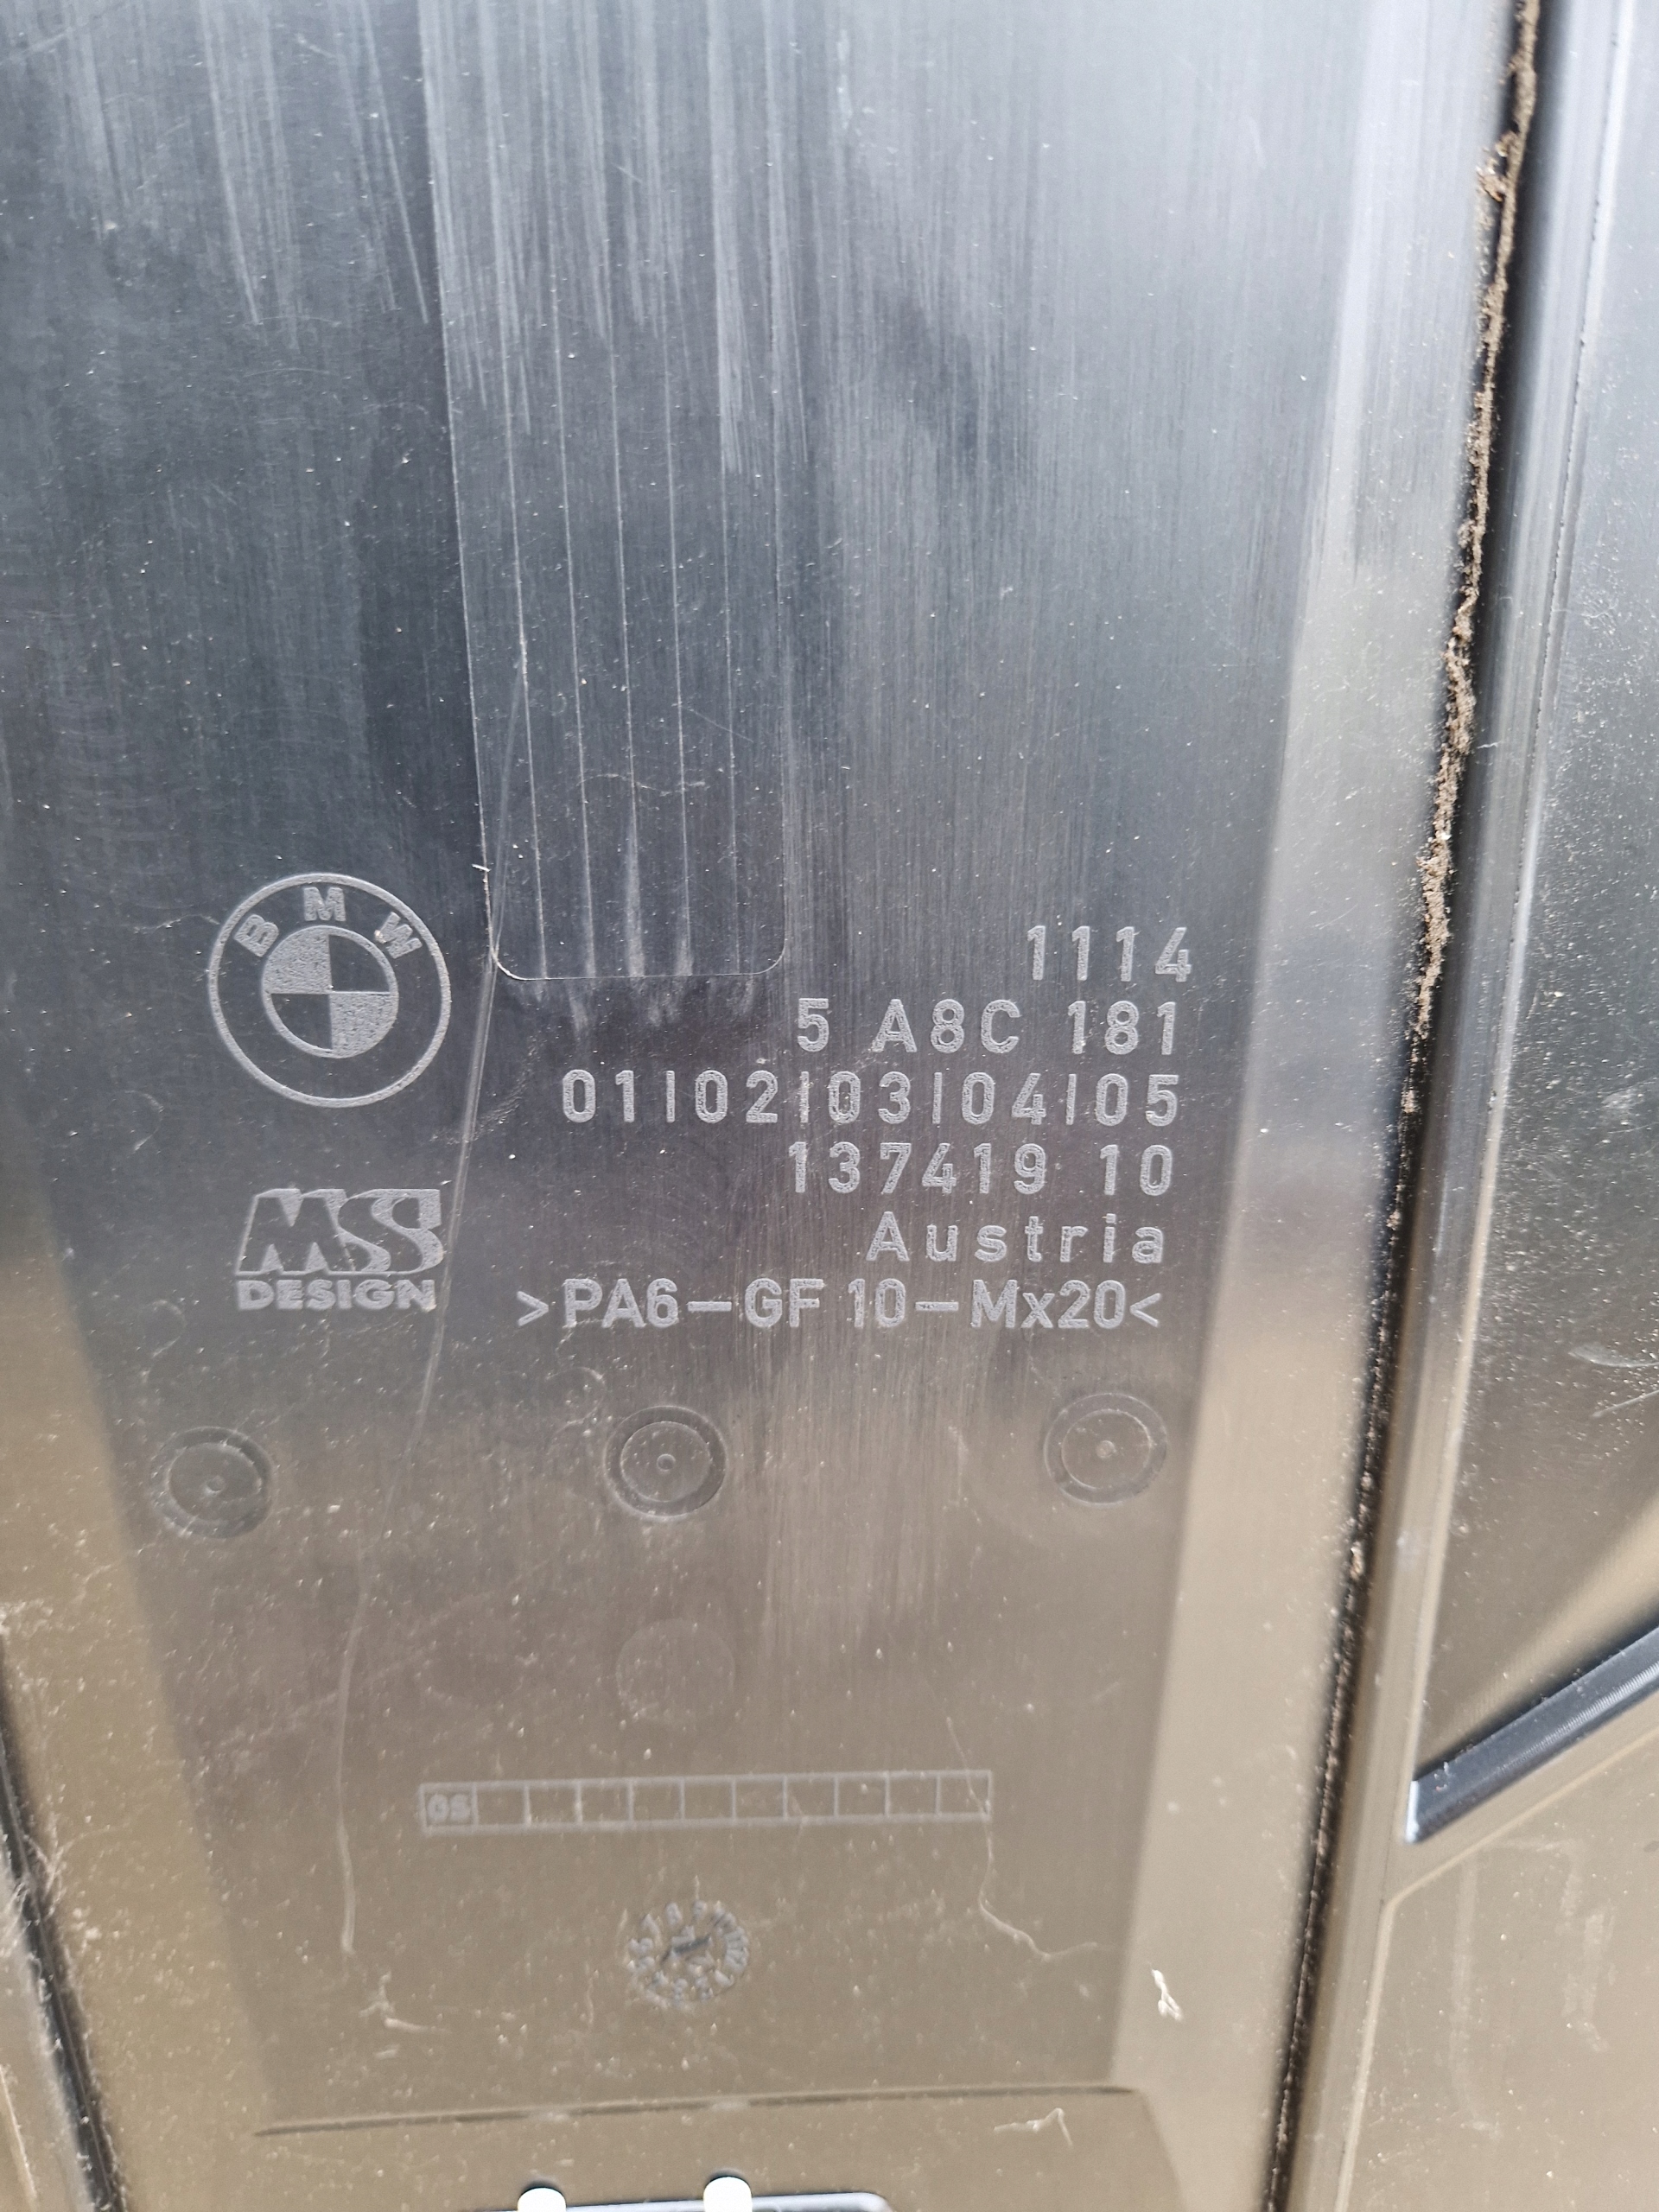 BMW
1114
5 A8C 181
01|02|03|04|05
137419 10
Austria
MS
DESIGN
>PA6-GF 10-Mx20<
GS